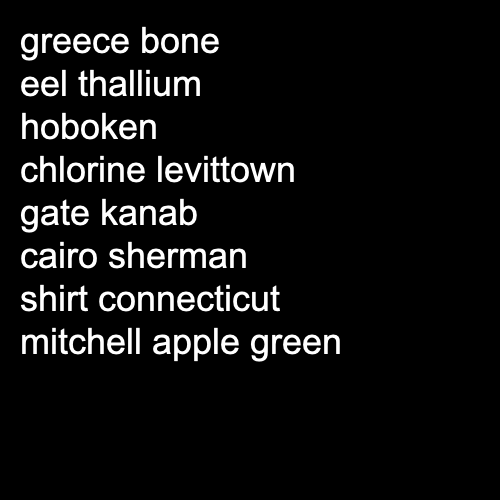 greece bone
eel thallium
hoboken
chlorine levittown
gate kanab
cairo sherman
shirt connecticut
mitchell apple green